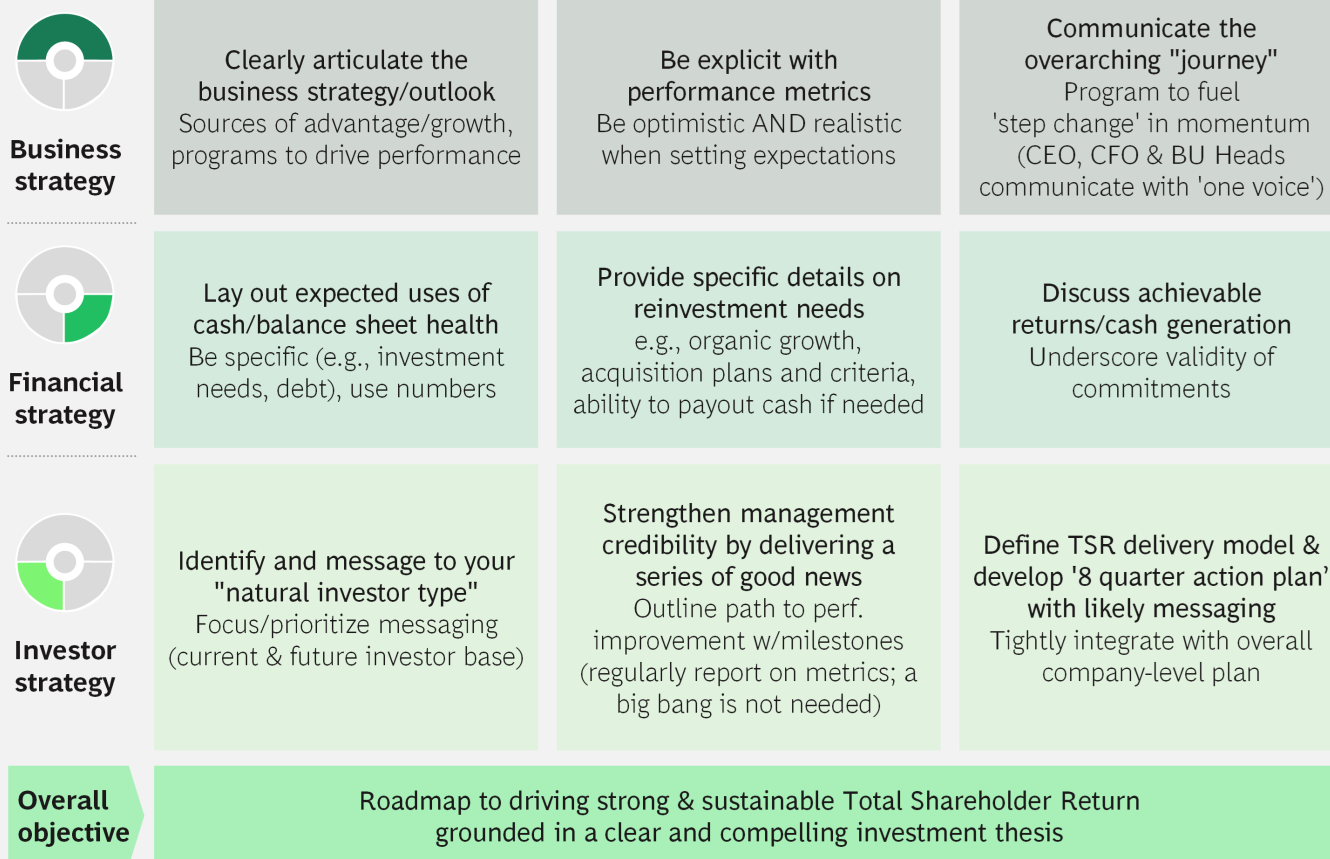 Business
strategy
Clearly articulate the
business strategy/outlook
Sources of advantage/growth,
programs to drive performance
Be explicit with
performance metrics
Be optimistic AND realistic
when setting expectations
Communicate the
overarching "journey"
Program to fuel
'step change' in momentum
(CEO, CFO & BU Heads
communicate with 'one voice')
Financial
strategy
Lay out expected uses of
cash/balance sheet health
Be specific (e.g., investment
needs, debt), use numbers
Provide specific details on
reinvestment needs
e.g., organic growth,
acquisition plans and criteria,
ability to payout cash if needed
Discuss achievable
returns/cash generation
Underscore validity of
commitments
Investor
strategy
Identify and message to your
"natural investor type"
Focus/prioritize messaging
(current & future investor base)
Strengthen management
credibility by delivering a
series of good news
Outline path to perf.
improvement w/milestones
(regularly report on metrics; a
big bang is not needed)
Define TSR delivery model &
develop '8 quarter action plan’
with likely messaging
Tightly integrate with overall
company-level plan
Overall
objective
Roadmap to driving strong & sustainable Total Shareholder Return
grounded in a clear and compelling investment thesis